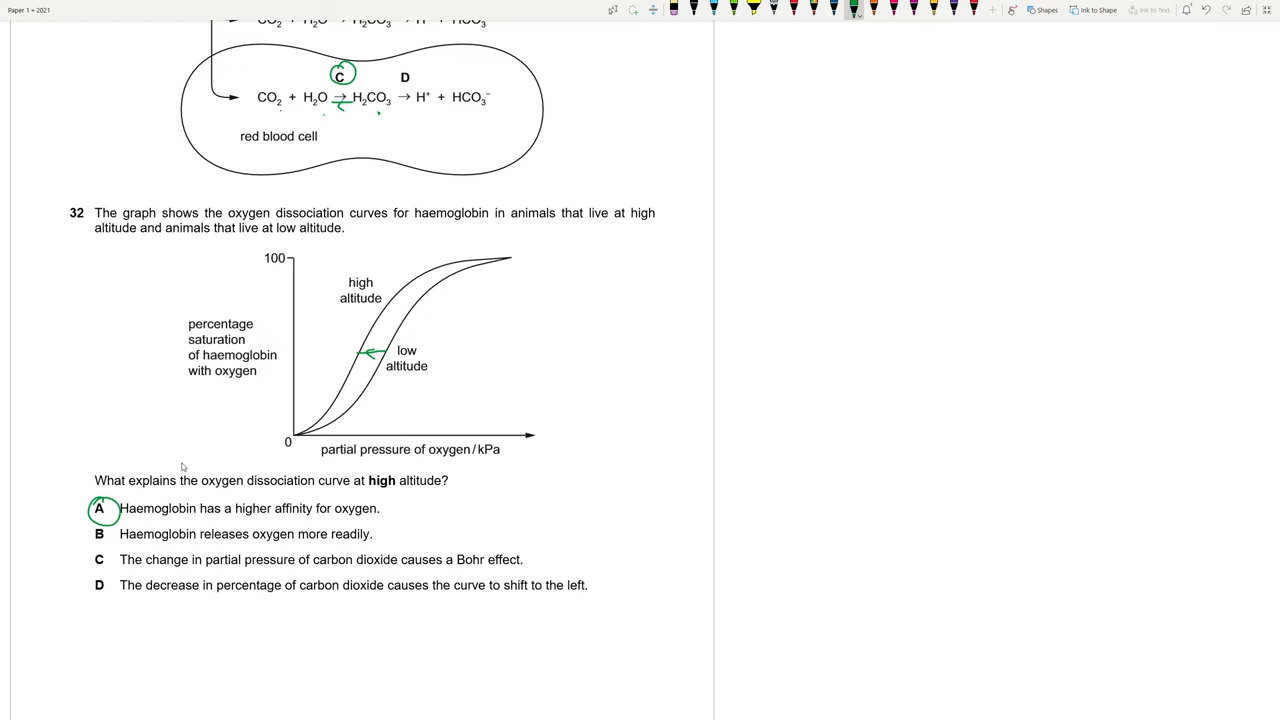 Paper 1 » 2021
Shapes
Ink to Shape
Ink to Text
CO₂ + H₂O → H₂CO₃ → H⁺ + HCO₃⁻
C D
CO₂ + H₂O → H₂CO₃ → H⁺ + HCO₃⁻
red blood cell
32 The graph shows the oxygen dissociation curves for haemoglobin in animals that live at high
altitude and animals that live at low altitude.
100
high
altitude
percentage
saturation
of haemoglobin
with oxygen
low
altitude
0
partial pressure of oxygen / kPa
What explains the oxygen dissociation curve at high altitude?
A Haemoglobin has a higher affinity for oxygen.
B Haemoglobin releases oxygen more readily.
C The change in partial pressure of carbon dioxide causes a Bohr effect.
D The decrease in percentage of carbon dioxide causes the curve to shift to the left.